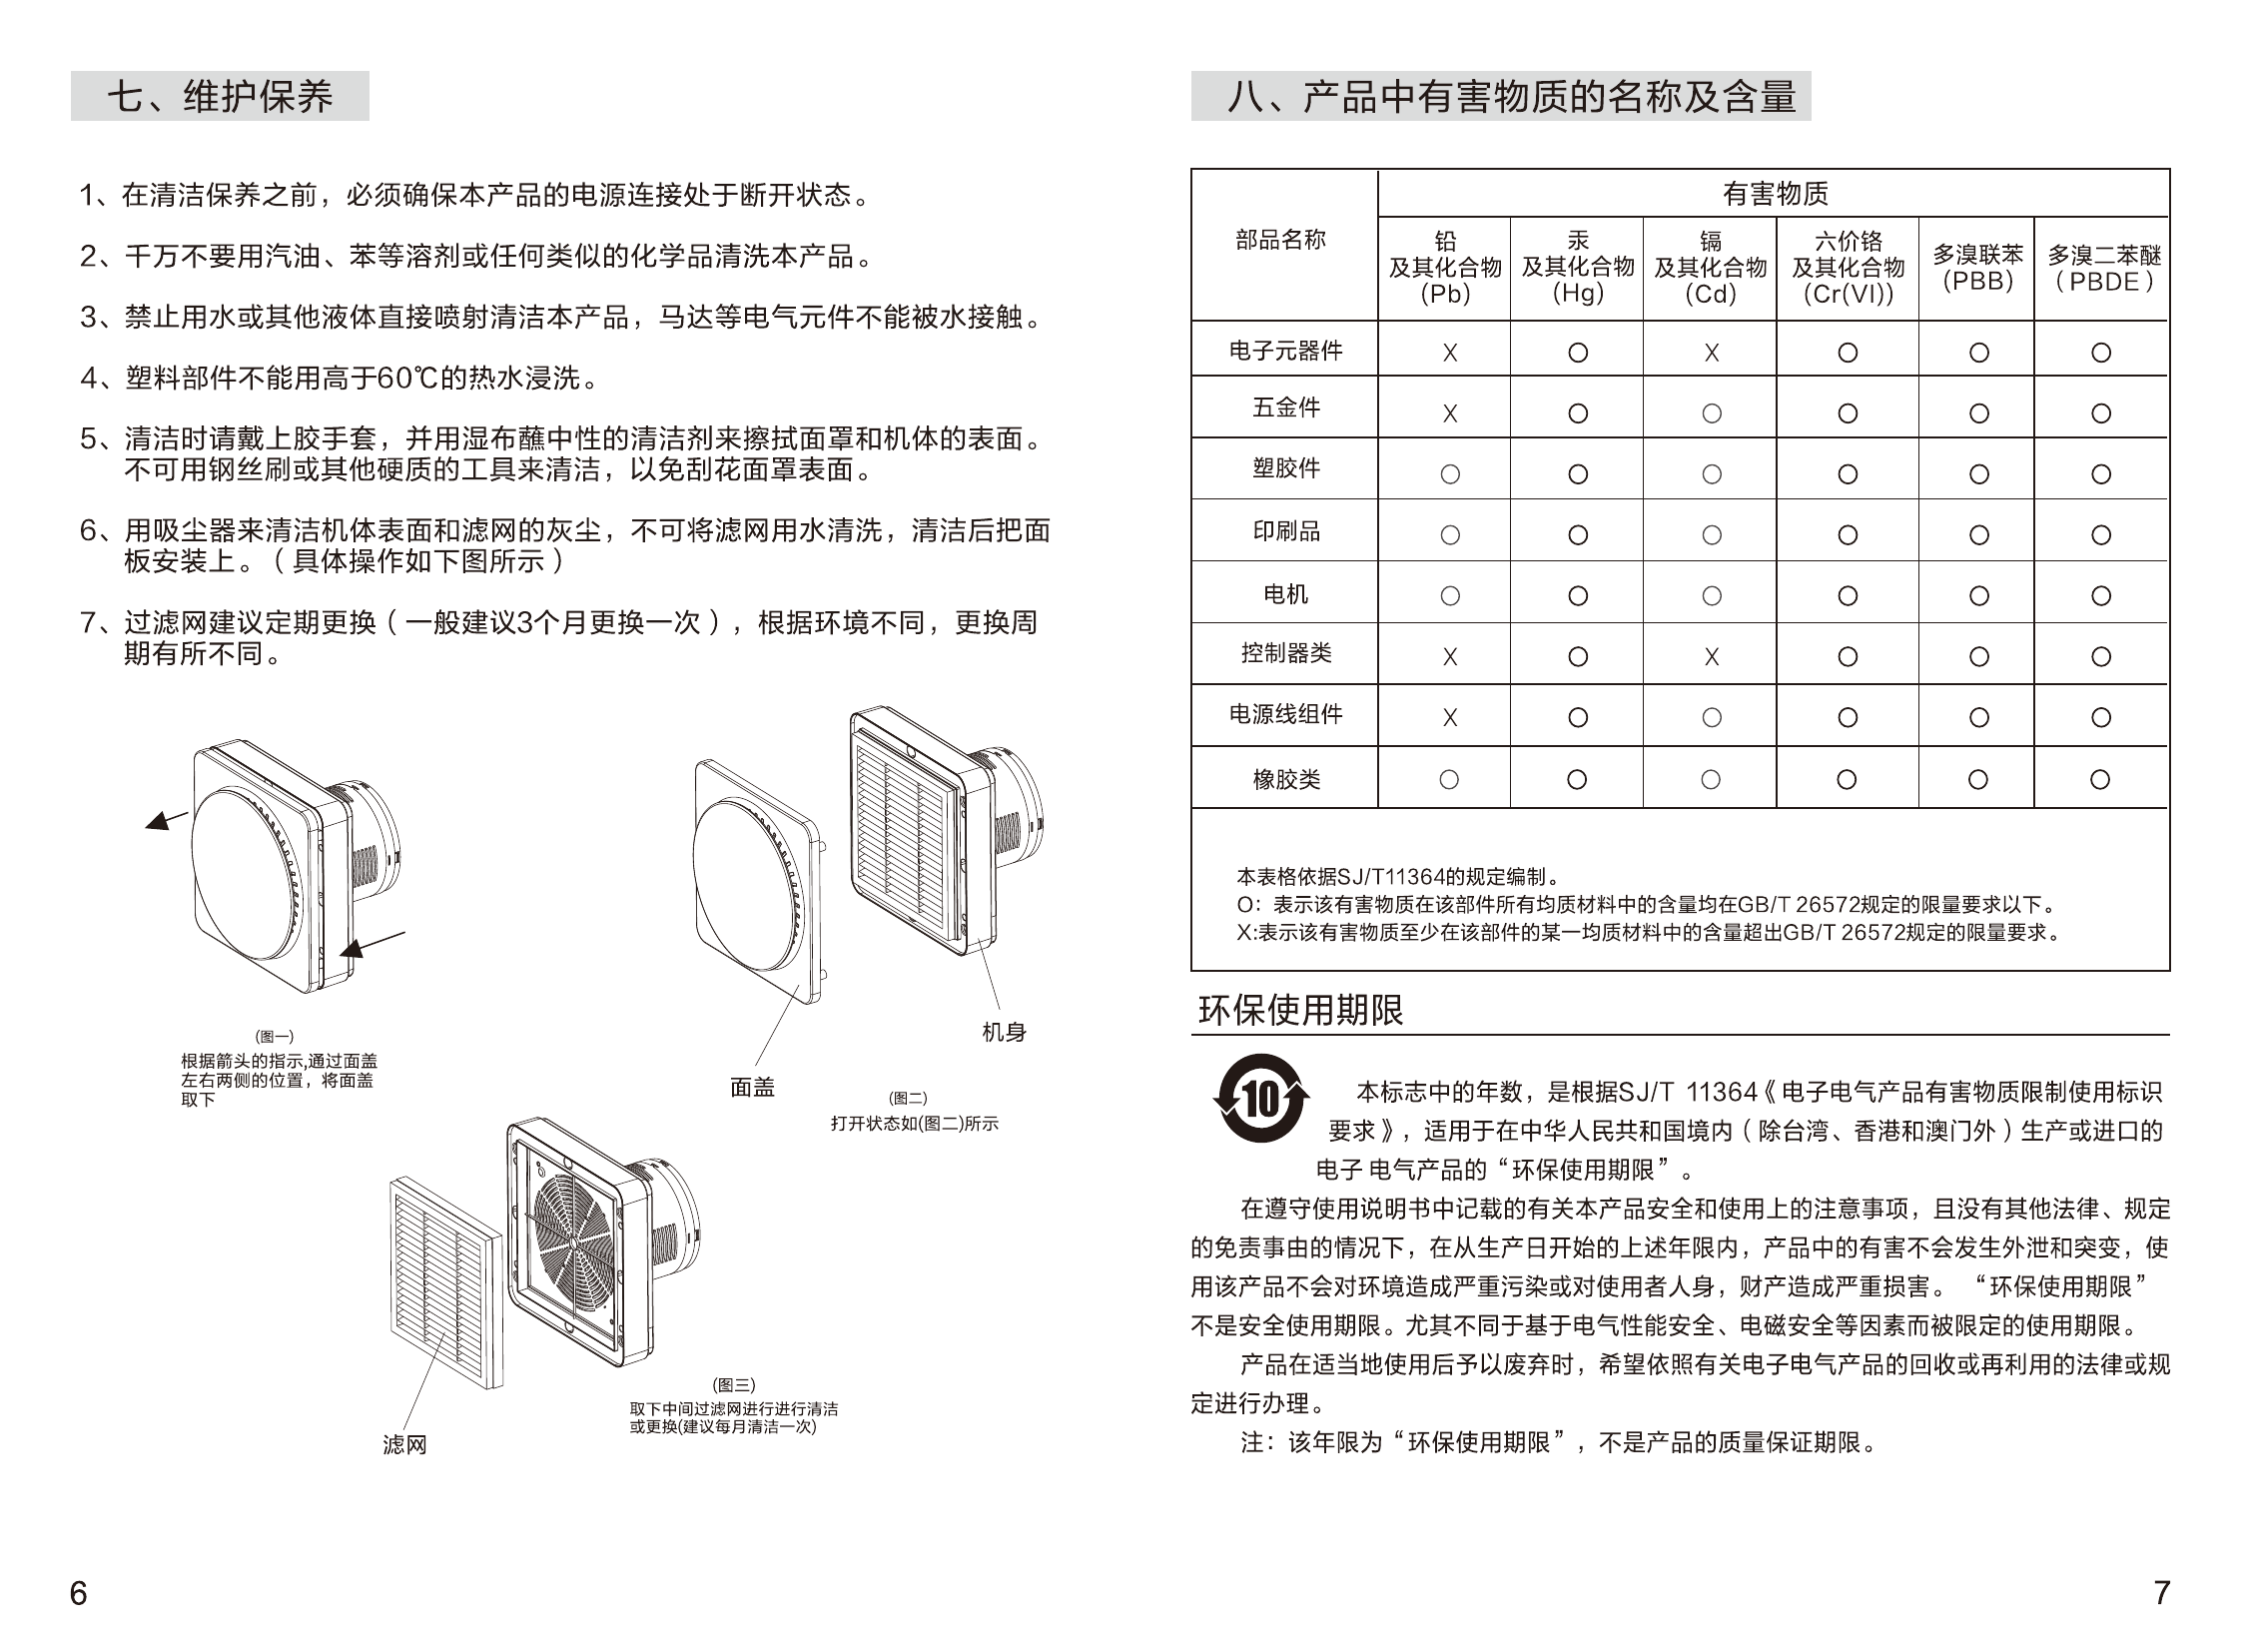 七、维护保养
1、在清洁保养之前，必须确保本产品的电源连接处于断开状态。
2、千万不要用汽油、苯等溶剂或任何类似的化学品清洗本产品。
3、禁止用水或其他液体直接喷射清洁本产品，马达等电气元件不能被水接触。
4、塑料部件不能用高于60℃的热水浸洗。
5、清洁时请戴上胶手套，并用湿布蘸中性的清洁剂来擦拭面罩和机体的表面。
不可用钢丝刷或其他硬质的工具来清洁，以免刮花面罩表面。
6、用吸尘器来清洁机体表面和滤网的灰尘，不可将滤网用水清洗，清洁后把面
板安装上。（具体操作如下图所示）
7、过滤网建议定期更换（一般建议3个月更换一次），根据环境不同，更换周
期有所不同。
(图一)
根据箭头的指示,通过面盖
左右两侧的位置，将面盖
取下
面盖
机身
(图二)
打开状态如(图二)所示
滤网
(图三)
取下中间过滤网进行进行清洁
或更换(建议每月清洁一次)
6
八、产品中有害物质的名称及含量
部品名称 有害物质
铅及其化合物(Pb) 汞及其化合物(Hg) 镉及其化合物(Cd) 六价铬及其化合物(Cr(VI)) 多溴联苯(PBB) 多溴二苯醚(PBDE)
电子元器件 X O X O O O
五金件 X O O O O O
塑胶件 O O O O O O
印刷品 O O O O O O
电机 O O O O O O
控制器类 X O X O O O
电源线组件 X O O O O O
橡胶类 O O O O O O
本表格依据SJ/T11364的规定编制。
O：表示该有害物质在该部件所有均质材料中的含量均在GB/T 26572规定的限量要求以下。
X:表示该有害物质至少在该部件的某一均质材料中的含量超出GB/T 26572规定的限量要求。
环保使用期限
10
本标志中的年数，是根据SJ/T 11364《电子电气产品有害物质限制使用标识
要求》，适用于在中华人民共和国境内（除台湾、香港和澳门外）生产或进口的
电子 电气产品的“环保使用期限”。
在遵守使用说明书中记载的有关本产品安全和使用上的注意事项，且没有其他法律、规定
的免责事由的情况下，在从生产日开始的上述年限内，产品中的有害不会发生外泄和突变，使
用该产品不会对环境造成严重污染或对使用者人身，财产造成严重损害。 “环保使用期限”
不是安全使用期限。尤其不同于基于电气性能安全、电磁安全等因素而被限定的使用期限。
产品在适当地使用后予以废弃时，希望依照有关电子电气产品的回收或再利用的法律或规
定进行办理。
注：该年限为“环保使用期限”，不是产品的质量保证期限。
7